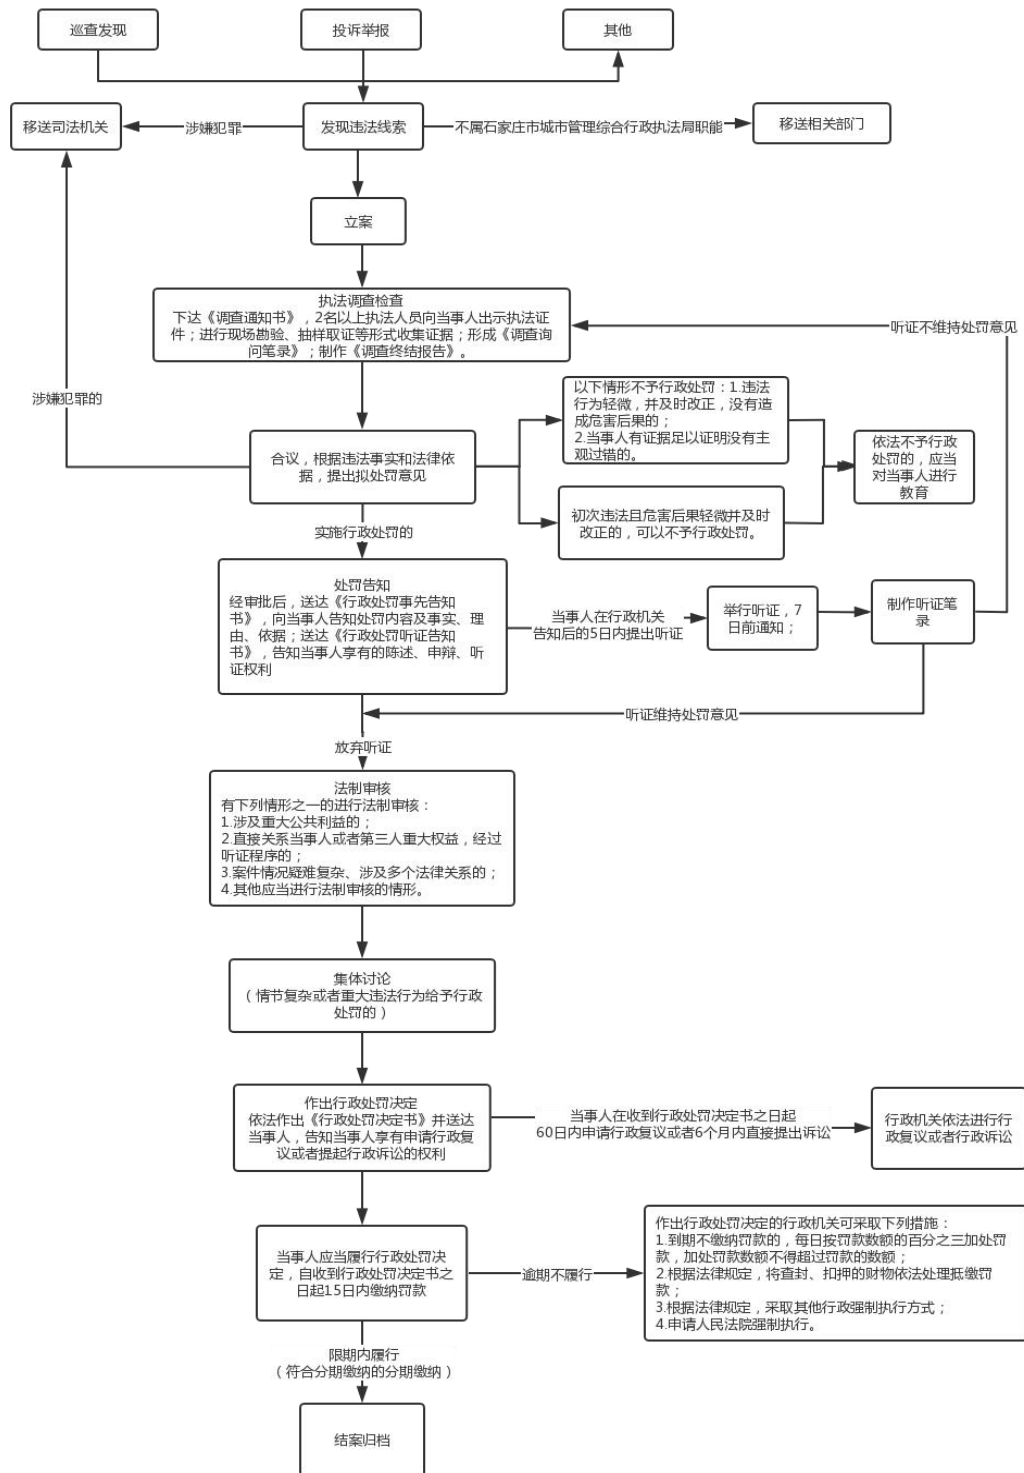 巡查发现
投诉举报
其他
移送司法机关
涉嫌犯罪
发现违法线索
不属石家庄市城市管理综合行政执法局职能
移送相关部门
立案
执法调查检查
下达《调查通知书》，2名以上执法人员向当事人出示执法证
件；进行现场勘验、抽样取证等形式收集证据；形成《调查询
问笔录》；制作《调查终结报告》。
听证不维持处罚意见
涉嫌犯罪的
合议，根据违法事实和法律依
据，提出拟处罚意见
以下情形不予行政处罚：1.违法
行为轻微，并及时改正，没有造
成危害后果的；
2.当事人有证据足以证明没有主
观过错的。
初次违法且危害后果轻微并及时
改正的，可以不予行政处罚。
依法不予行政
处罚的，应当
对当事人进行
教育
实施行政处罚的
处罚告知
经审批后，送达《行政处罚事先告知
书》，向当事人告知处罚内容及事实、理
由、依据；送达《行政处罚听证告知
书》，告知当事人享有的陈述、申辩、听
证权利
当事人在行政机关
告知后的5日内提出听证
举行听证，7
日前通知；
制作听证笔
录
听证维持处罚意见
放弃听证
法制审核
有下列情形之一的进行法制审核：
1.涉及重大公共利益的；
2.直接关系当事人或者第三人重大权益，经过
听证程序的；
3.案件情况疑难复杂、涉及多个法律关系的；
4.其他应当进行法制审核的情形。
集体讨论
（情节复杂或者重大违法行为给予行政
处罚的）
作出行政处罚决定
依法作出《行政处罚决定书》并送达
当事人，告知当事人享有申请行政复
议或者提起行政诉讼的权利
当事人在收到行政处罚决定书之日起
60日内申请行政复议或者6个月内直接提出诉讼
行政机关依法进行行
政复议或者行政诉讼
当事人应当履行行政处罚决
定，自收到行政处罚决定书之
日起15日内缴纳罚款
逾期不履行
作出行政处罚决定的行政机关可采取下列措施：
1.到期不缴纳罚款的，每日按罚款数额的百分之三加处罚
款，加处罚款数额不得超过罚款的数额；
2.根据法律规定，将查封、扣押的财物依法处理抵缴罚
款；
3.根据法律规定，采取其他行政强制执行方式；
4.申请人民法院强制执行。
限期内履行
（符合分期缴纳的分期缴纳）
结案归档